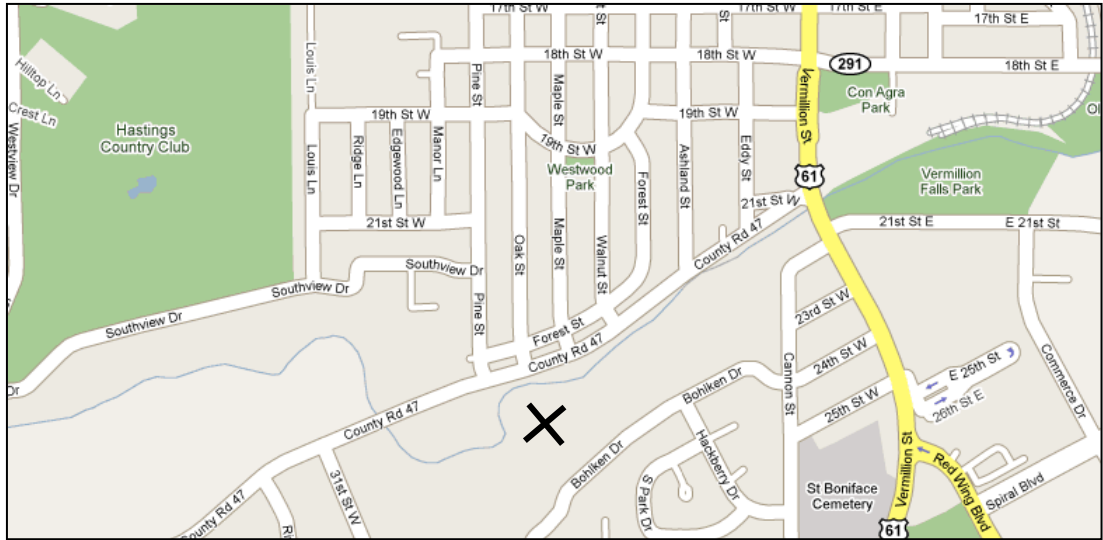 17th St W
St
St
17th St W
17th St E
17th St E
Hilltop Ln
Louis Ln
18th St W
18th St W
291
18th St E
Pine St
Maple St
Vermillion St
Con Agra
Park
Crest Ln
Westview Dr
Hastings
Country Club
19th St W
19th St W
19th St W
Louis Ln
Ridge Ln
Edgewood Ln
Manor Ln
Westwood
Park
Forest St
Ashland St
Eddy St
61
Vermillion
Falls Park
21st St W
21st St W
21st St E
E 21st St
Oak St
Maple St
Walnut St
County Rd 47
Southview Dr
Southview Dr
Southview Dr
Pine St
Forest St
County Rd 47
23rd St W
24th St W
Cannon St
E 25th St
26th St E
Commerce Dr
Dr
Bohlken Dr
25th St W
County Rd 47
Bohlken Dr
Hackberry Dr
S Park Dr
31st St W
County Rd 47
St Boniface
Cemetery
Vermillion St
Red Wing Blvd
Spiral Blvd
61